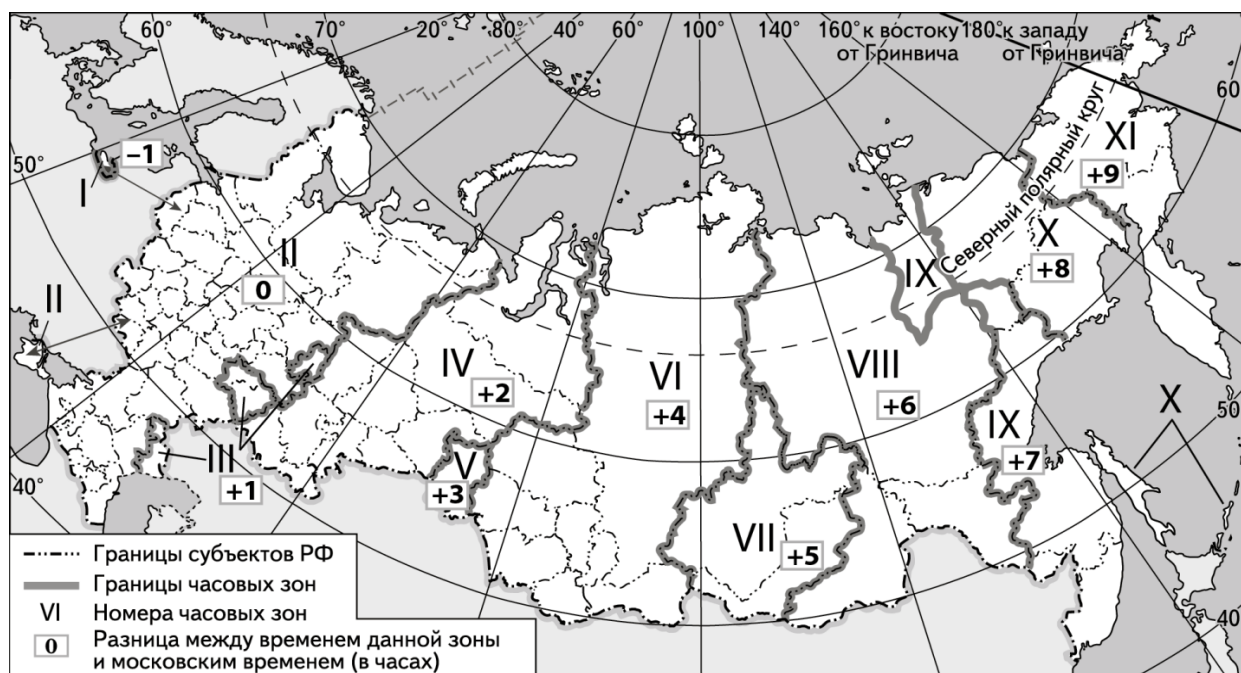 60° 70° 20° 40° 60° 80° 100° 120° 140° 160° к востоку 180° к западу
от Гринвича от Гринвича
60°
Северный полярный круг
50°
–1
I
XI
+9
II
0
IX
X
+8
II
IV
+2
VI
+4
VIII
+6
X
50°
III
+1
V
+3
IX
+7
40°
VII
+5
40°
Границы субъектов РФ
Границы часовых зон
VI Номера часовых зон
0 Разница между временем данной зоны
и московским временем (в часах)